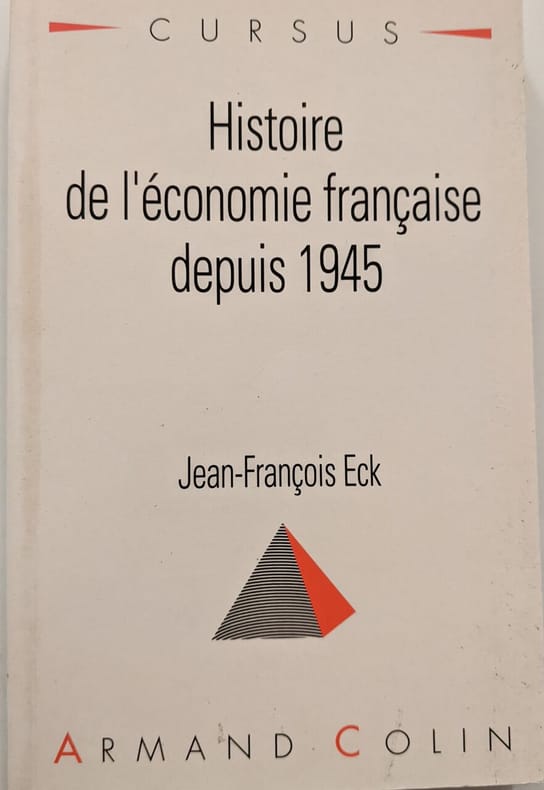 CURSUS
Histoire
de l'économie française
depuis 1945
Jean-François Eck
ARMAND COLIN